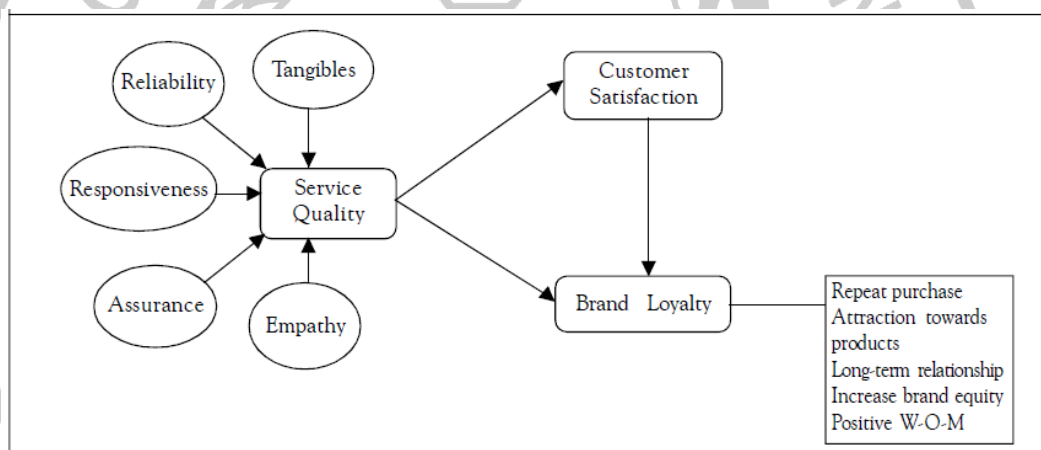 Reliability
Tangibles
Customer
Satisfaction
Responsiveness
Service
Quality
Assurance
Empathy
Brand Loyalty
Repeat purchase
Attraction towards
products
Long-term relationship
Increase brand equity
Positive W-O-M